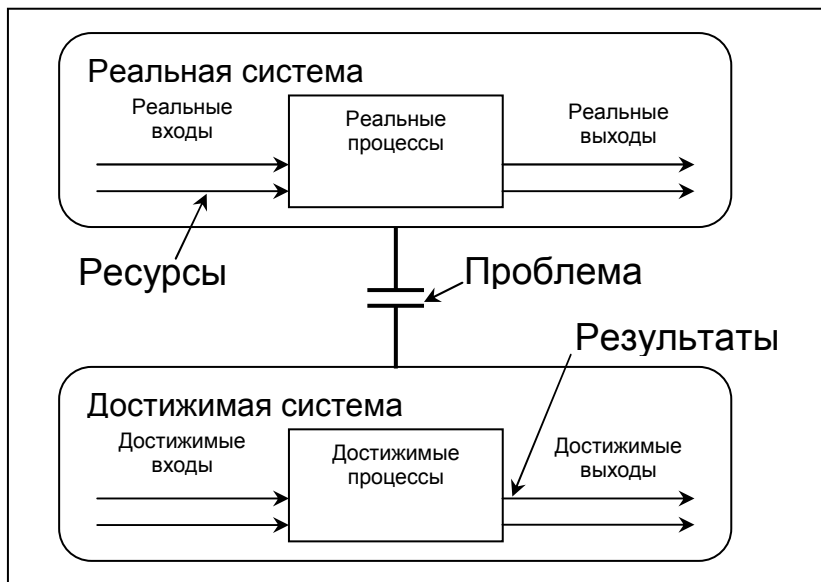 Реальная система
Реальные
входы
Реальные
процессы
Реальные
выходы
Ресурсы
Проблема
Результаты
Достижимая система
Достижимые
входы
Достижимые
процессы
Достижимые
выходы